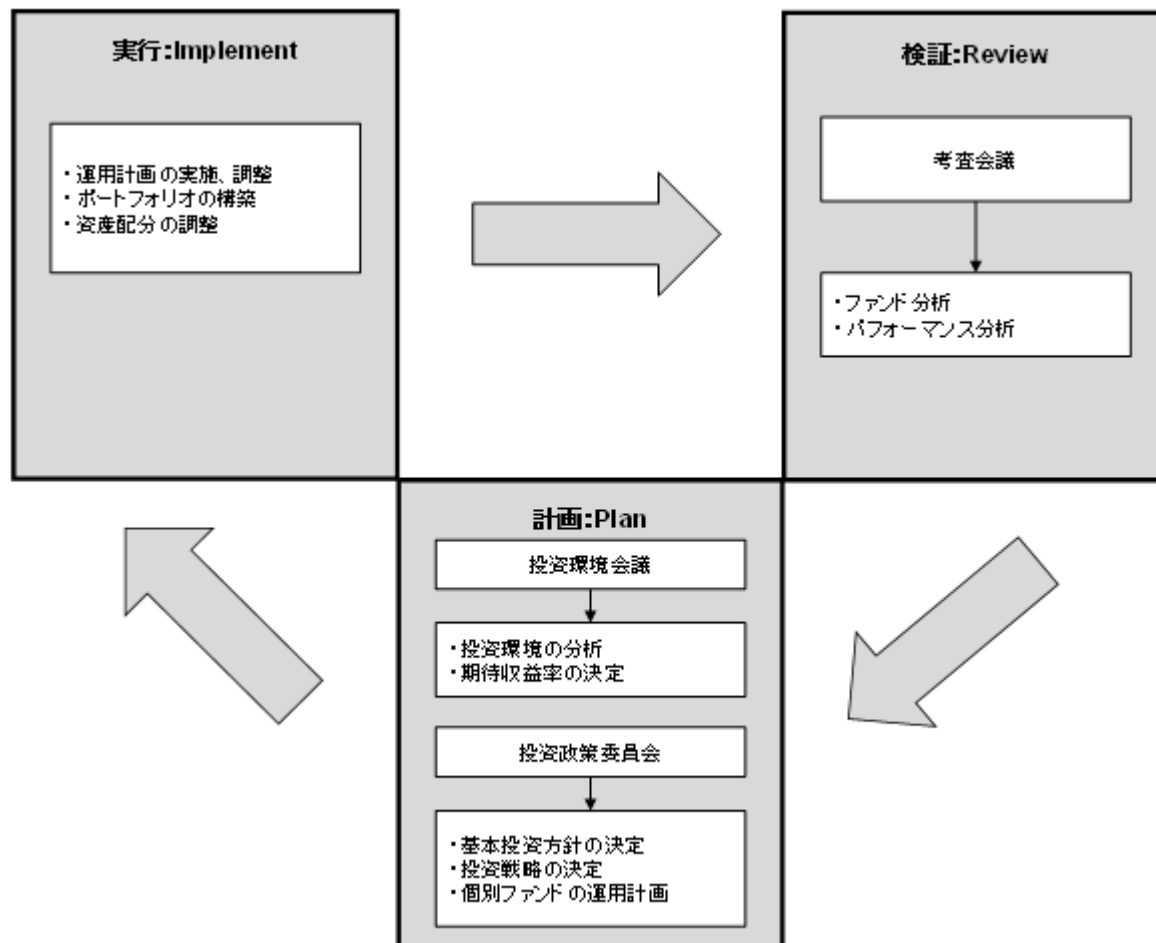 実行:Implement
・運用計画の実施、調整
・ポートフォリオの構築
・資産配分の調整
検証:Review
考査会議
・ファンド分析
・パフォーマンス分析
計画:Plan
投資環境会議
・投資環境の分析
・期待収益率の決定
投資政策委員会
・基本投資方針の決定
・投資戦略の決定
・個別ファンドの運用計画